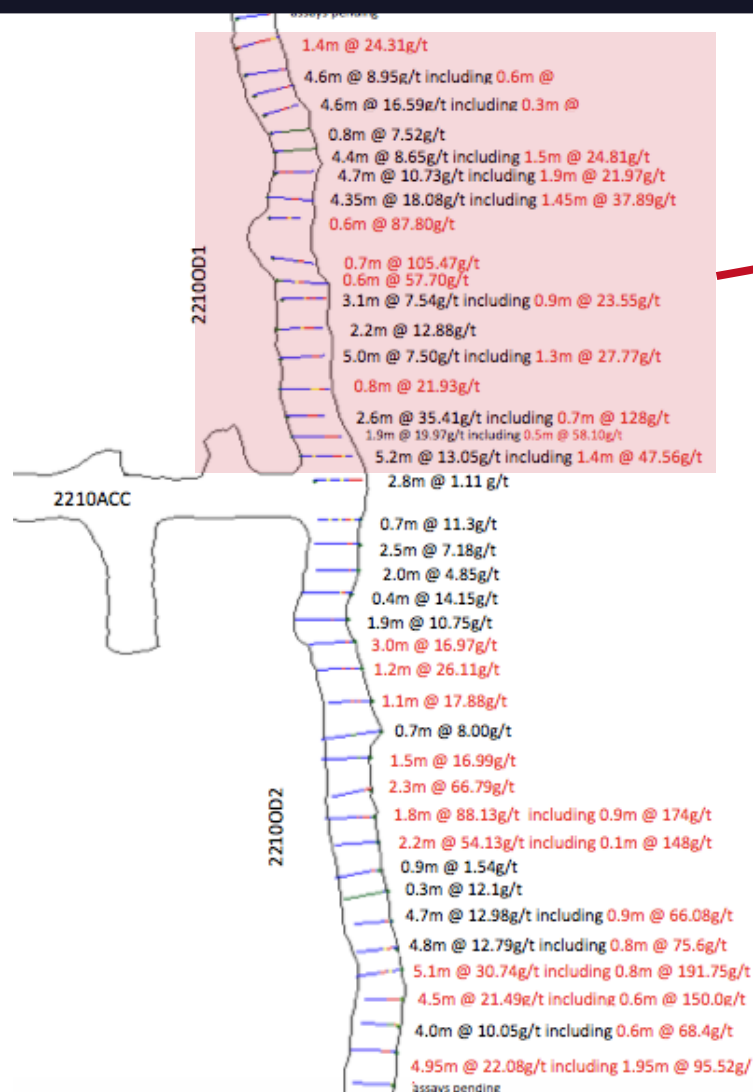 assays pending
1.4m @ 24.31g/t
4.6m @ 8.95g/t including 0.6m @
4.6m @ 16.59g/t including 0.3m @
0.8m @ 7.52g/t
4.4m @ 8.65g/t including 1.5m @ 24.81g/t
4.7m @ 10.73g/t including 1.9m @ 21.97g/t
4.35m @ 18.08g/t including 1.45m @ 37.89g/t
0.6m @ 87.80g/t
2210OD1
0.7m @ 105.47g/t
0.6m @ 57.70g/t
3.1m @ 7.54g/t including 0.9m @ 23.55g/t
2.2m @ 12.88g/t
5.0m @ 7.50g/t including 1.3m @ 27.77g/t
0.8m @ 21.93g/t
2.6m @ 35.41g/t including 0.7m @ 128g/t
1.9m @ 19.97g/t including 0.5m @ 58.10g/t
5.2m @ 13.05g/t including 1.4m @ 47.56g/t
2.8m @ 1.11 g/t
2210ACC
0.7m @ 11.3g/t
2.5m @ 7.18g/t
2.0m @ 4.85g/t
0.4m @ 14.15g/t
1.9m @ 10.75g/t
3.0m @ 16.97g/t
1.2m @ 26.11g/t
1.1m @ 17.88g/t
0.7m @ 8.00g/t
1.5m @ 16.99g/t
2.3m @ 66.79g/t
2210OD2
1.8m @ 88.13g/t including 0.9m @ 174g/t
2.2m @ 54.13g/t including 0.1m @ 148g/t
0.9m @ 1.54g/t
0.3m @ 12.1g/t
4.7m @ 12.98g/t including 0.9m @ 66.08g/t
4.8m @ 12.79g/t including 0.8m @ 75.6g/t
5.1m @ 30.74g/t including 0.8m @ 191.75g/t
4.5m @ 21.49g/t including 0.6m @ 150.0g/t
4.0m @ 10.05g/t including 0.6m @ 68.4g/t
4.95m @ 22.08g/t including 1.95m @ 95.52g/
assays pending